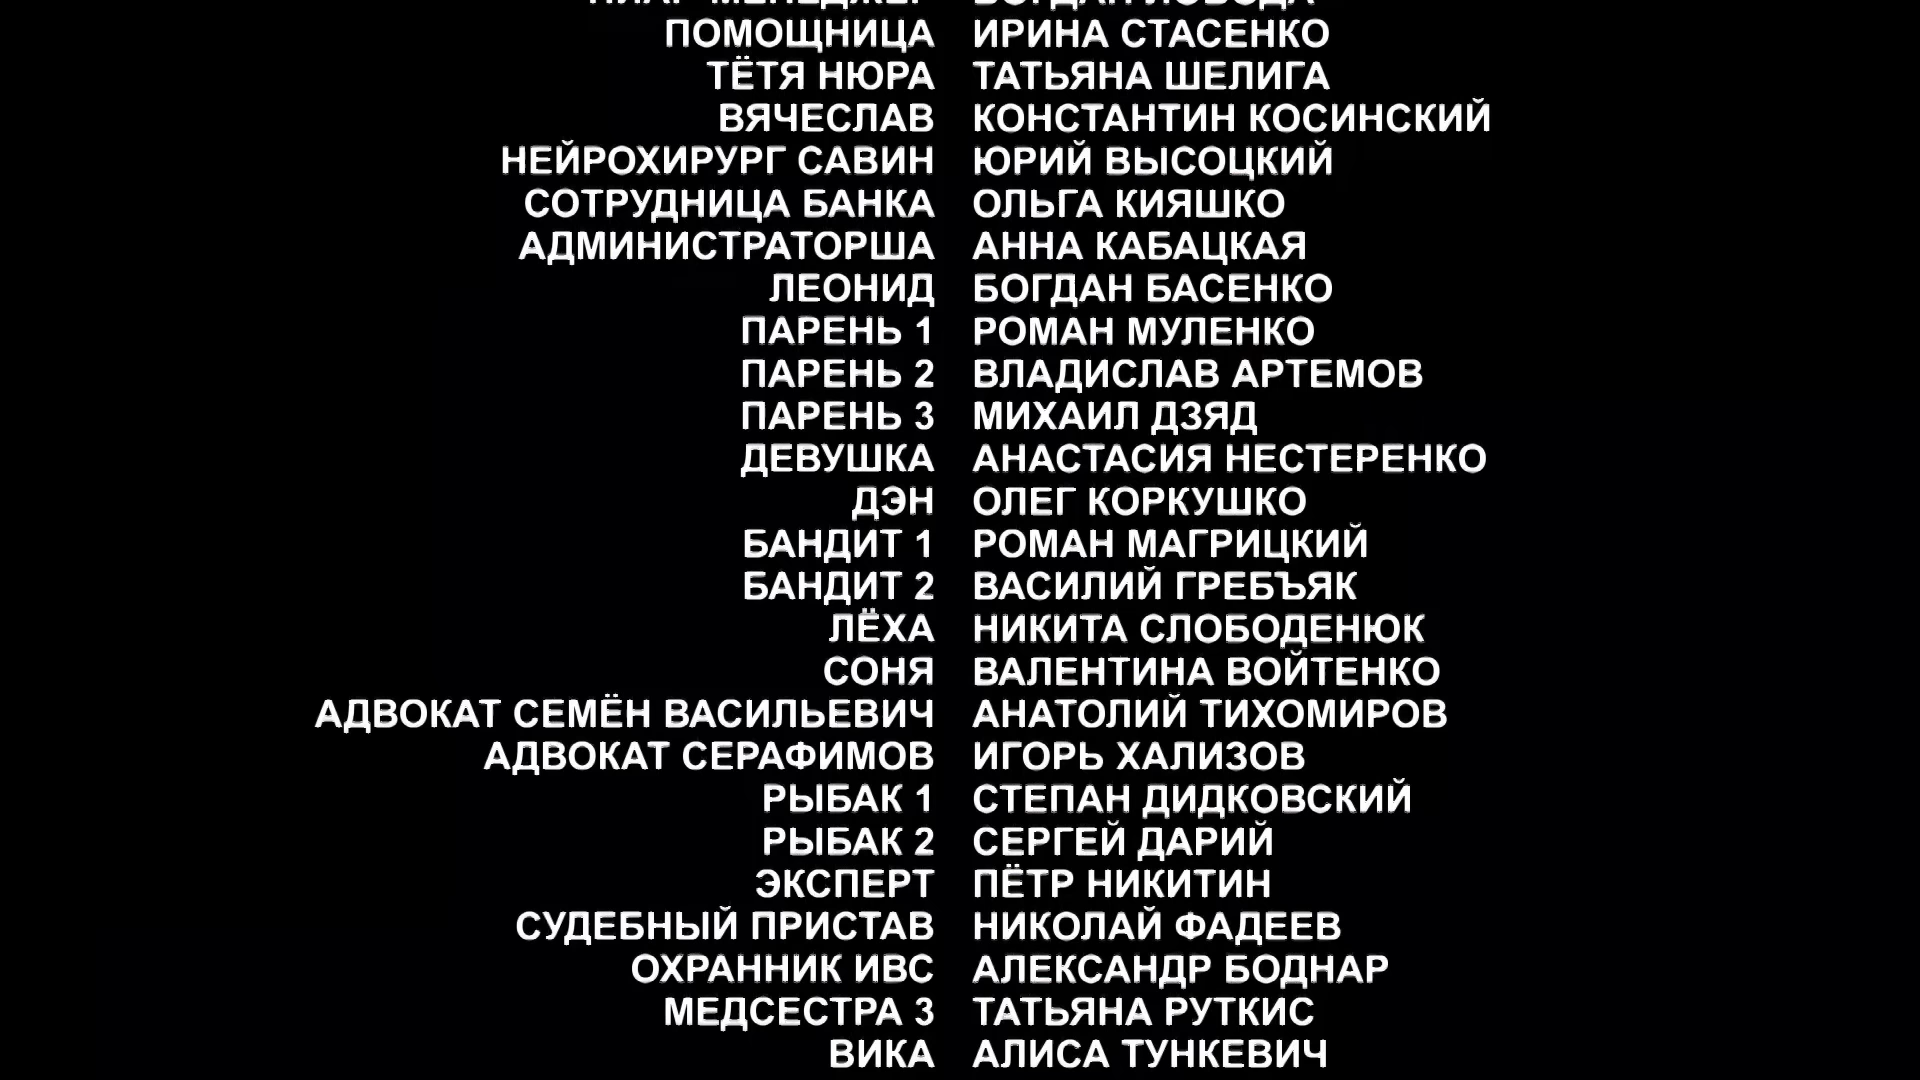 ПИАР-МЕНЕДЖЕР БОГДАН ЛОБОДА
ПОМОЩНИЦА ИРИНА СТАСЕНКО
ТЁТЯ НЮРА ТАТЬЯНА ШЕЛИГА
ВЯЧЕСЛАВ КОНСТАНТИН КОСИНСКИЙ
НЕЙРОХИРУРГ САВИН ЮРИЙ ВЫСОЦКИЙ
СОТРУДНИЦА БАНКА ОЛЬГА КИЯШКО
АДМИНИСТРАТОРША АННА КАБАЦКАЯ
ЛЕОНИД БОГДАН БАСЕНКО
ПАРЕНЬ 1 РОМАН МУЛЕНКО
ПАРЕНЬ 2 ВЛАДИСЛАВ АРТЕМОВ
ПАРЕНЬ 3 МИХАИЛ ДЗЯД
ДЕВУШКА АНАСТАСИЯ НЕСТЕРЕНКО
ДЭН ОЛЕГ КОРКУШКО
БАНДИТ 1 РОМАН МАГРИЦКИЙ
БАНДИТ 2 ВАСИЛИЙ ГРЕБЪЯК
ЛЁХА НИКИТА СЛОБОДЕНЮК
СОНЯ ВАЛЕНТИНА ВОЙТЕНКО
АДВОКАТ СЕМЁН ВАСИЛЬЕВИЧ АНАТОЛИЙ ТИХОМИРОВ
АДВОКАТ СЕРАФИМОВ ИГОРЬ ХАЛИЗОВ
РЫБАК 1 СТЕПАН ДИДКОВСКИЙ
РЫБАК 2 СЕРГЕЙ ДАРИЙ
ЭКСПЕРТ ПЁТР НИКИТИН
СУДЕБНЫЙ ПРИСТАВ НИКОЛАЙ ФАДЕЕВ
ОХРАННИК ИВС АЛЕКСАНДР БОДНАР
МЕДСЕСТРА 3 ТАТЬЯНА РУТКИС
ВИКА АЛИСА ТУНКЕВИЧ